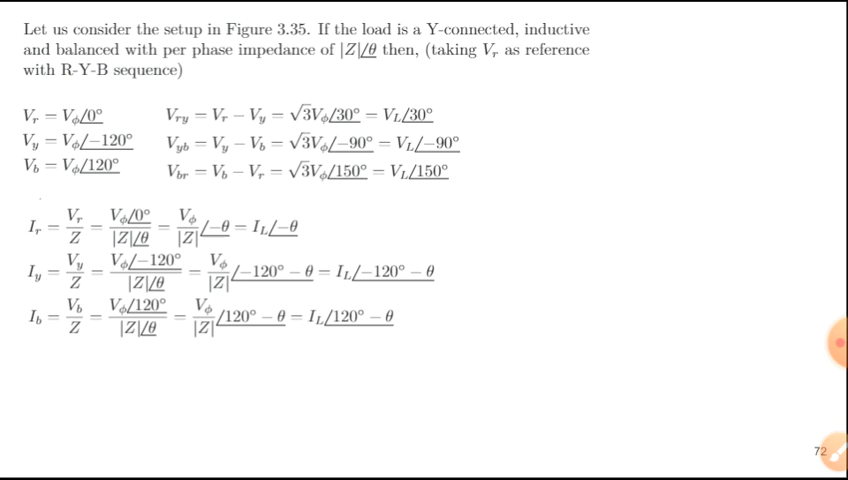 Let us consider the setup in Figure 3.35. If the load is a Y-connected, inductive
and balanced with per phase impedance of |Z|∠θ then, (taking Vᵣ as reference
with R-Y-B sequence)
V_r = V_ϕ∠0° V_ry = V_r − V_y = √3V_ϕ∠30° = V_L∠30°
V_y = V_ϕ∠−120° V_yb = V_y − V_b = √3V_ϕ∠−90° = V_L∠−90°
V_b = V_ϕ∠120° V_br = V_b − V_r = √3V_ϕ∠150° = V_L∠150°
I_r = V_r/Z = V_ϕ∠0°/|Z|∠θ = V_ϕ/|Z| ∠−θ = I_L∠−θ
I_y = V_y/Z = V_ϕ∠−120°/|Z|∠θ = V_ϕ/|Z| ∠−120° − θ = I_L∠−120° − θ
I_b = V_b/Z = V_ϕ∠120°/|Z|∠θ = V_ϕ/|Z| ∠120° − θ = I_L∠120° − θ
72